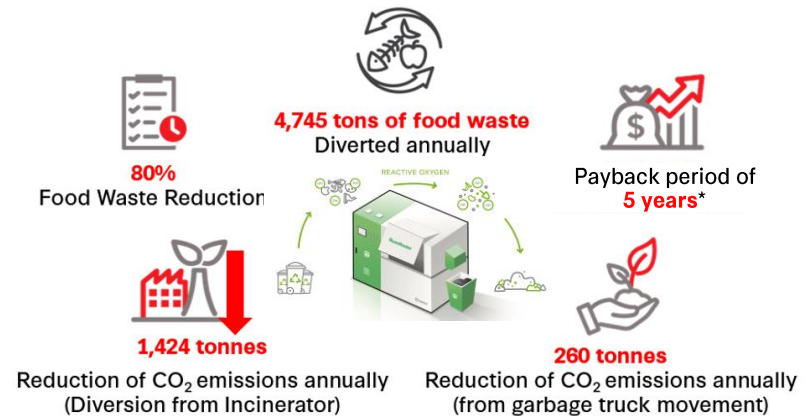 4,745 tons of food waste
Diverted annually
80%
Food Waste Reduction
Payback period of
5 years*
REACTIVE OXYGEN
1,424 tonnes
Reduction of CO₂ emissions annually
(Diversion from Incinerator)
260 tonnes
Reduction of CO₂ emissions annually
(from garbage truck movement)